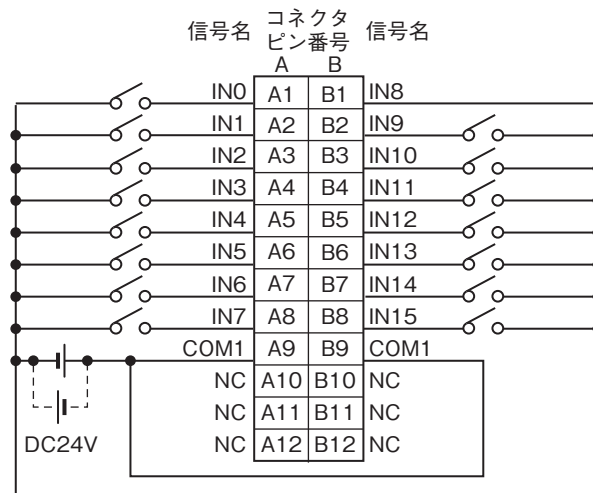 信号名 コネクタ ピン番号 信号名
A B
IN0 A1 B1 IN8
IN1 A2 B2 IN9
IN2 A3 B3 IN10
IN3 A4 B4 IN11
IN4 A5 B5 IN12
IN5 A6 B6 IN13
IN6 A7 B7 IN14
IN7 A8 B8 IN15
COM1 A9 B9 COM1
NC A10 B10 NC
NC A11 B11 NC
NC A12 B12 NC
DC24V